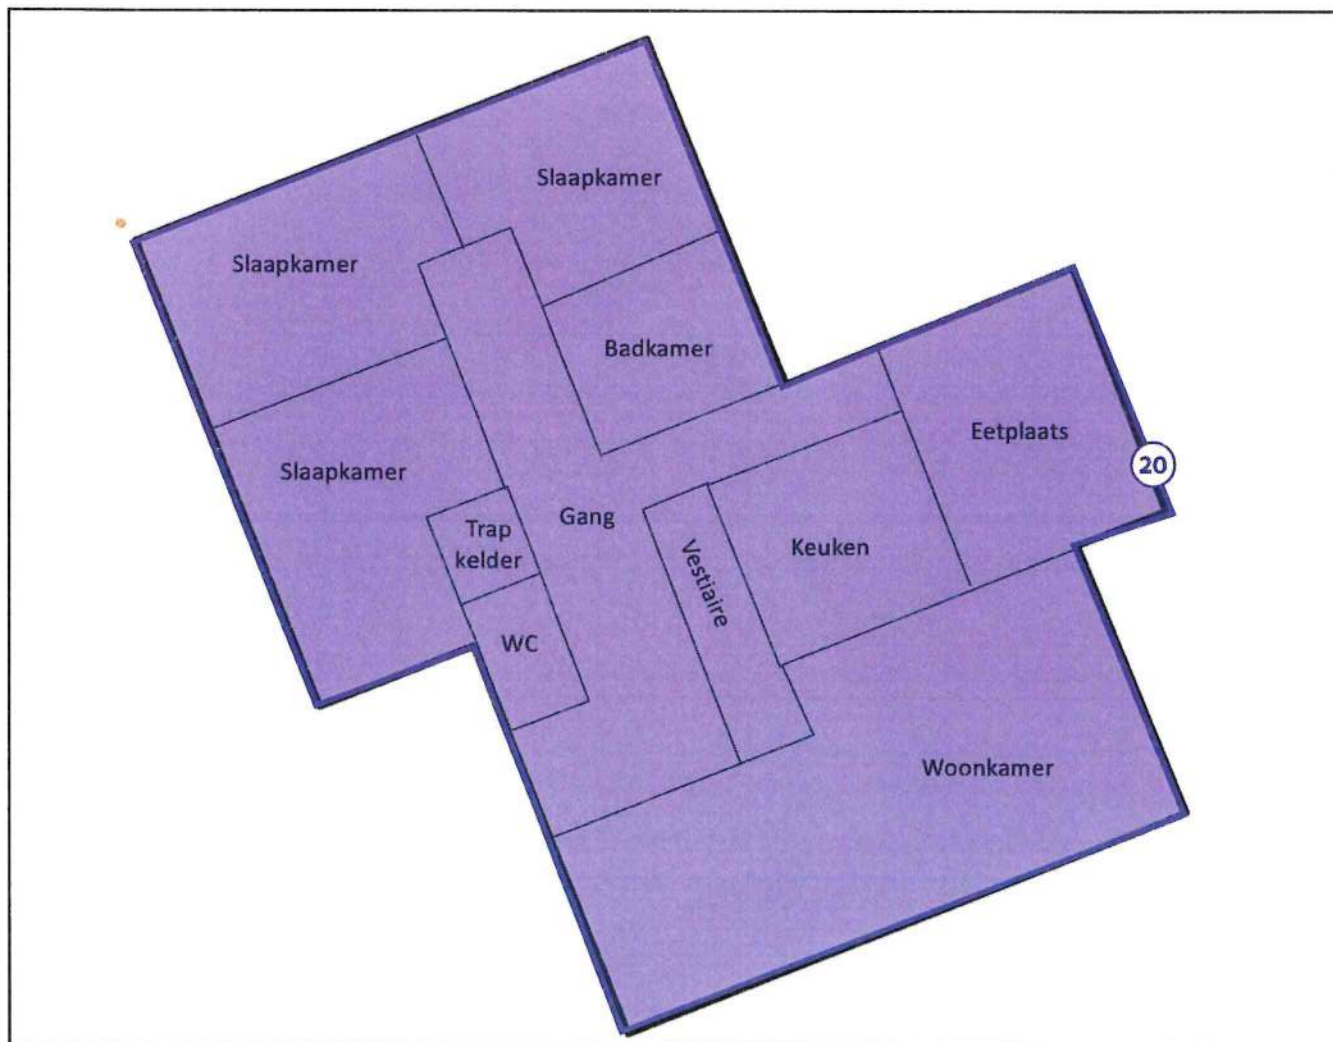 Slaapkamer
Slaapkamer
Badkamer
Slaapkamer
Eetplaats
20
Gang
Trap
kelder
Keuken
Vestiaire
WC
Woonkamer